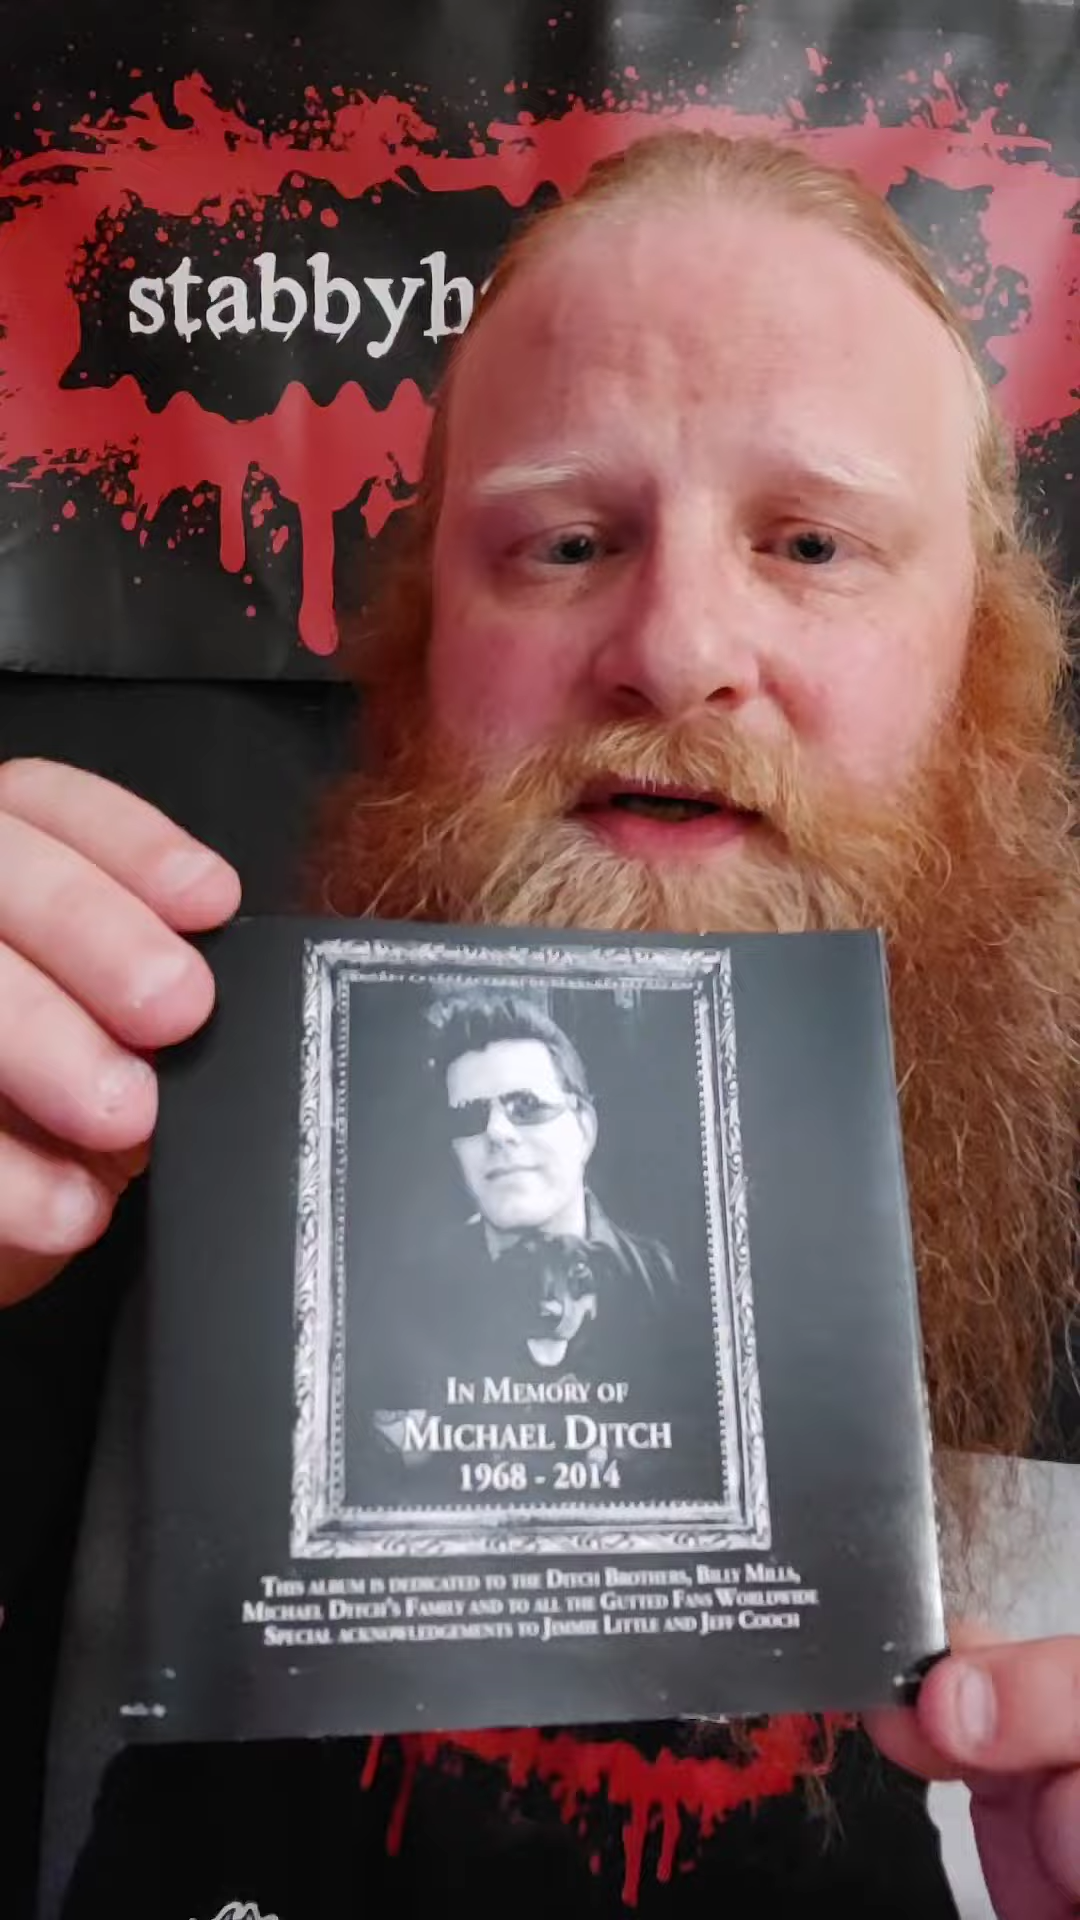 stabbyh
In Memory of
Michael Ditch
1968 - 2014
This album is dedicated to the Ditch Brothers, Billy Mills,
Michael Ditch's Family and to all the Gutted Fans Worldwide
Special acknowledgements to Jimmie Little and Jeff Cooch